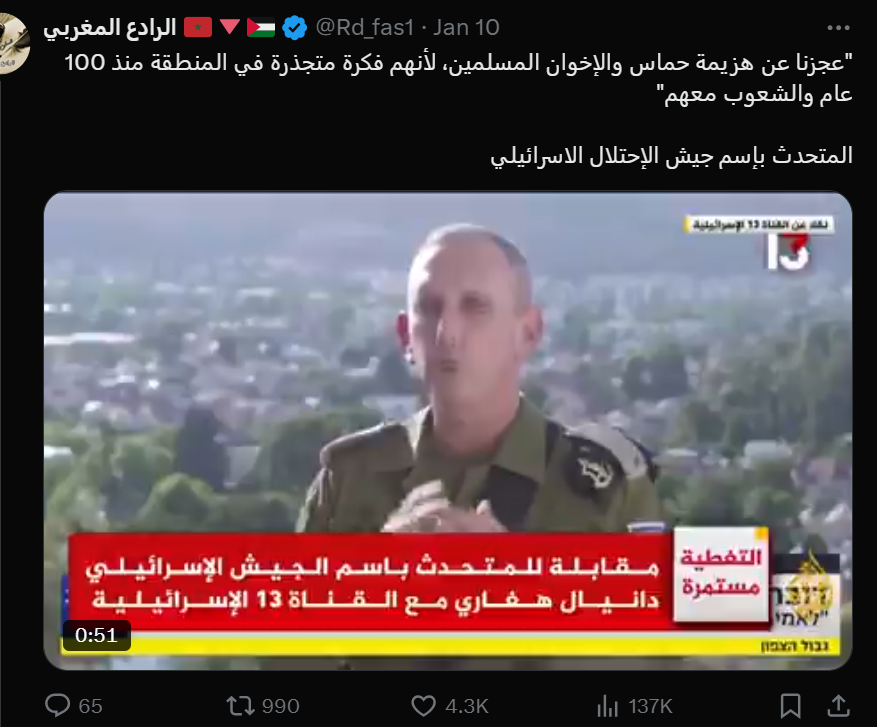 الرادع المغربي @Rd_fas1 · Jan 10
"عجزنا عن هزيمة حماس والإخوان المسلمين، لأنهم فكرة متجذرة في المنطقة منذ 100
عام والشعوب معهم"
المتحدث بإسم جيش الإحتلال الاسرائيلي
نقلا عن القناة 13 الإسرائيلية
13
التغطية
مستمرة
مقابلة للمتحدث باسم الجيش الإسرائيلي
دانيال هغاري مع القناة 13 الإسرائيلية
גבול הצפון
0:51
65
990
4.3K
137K